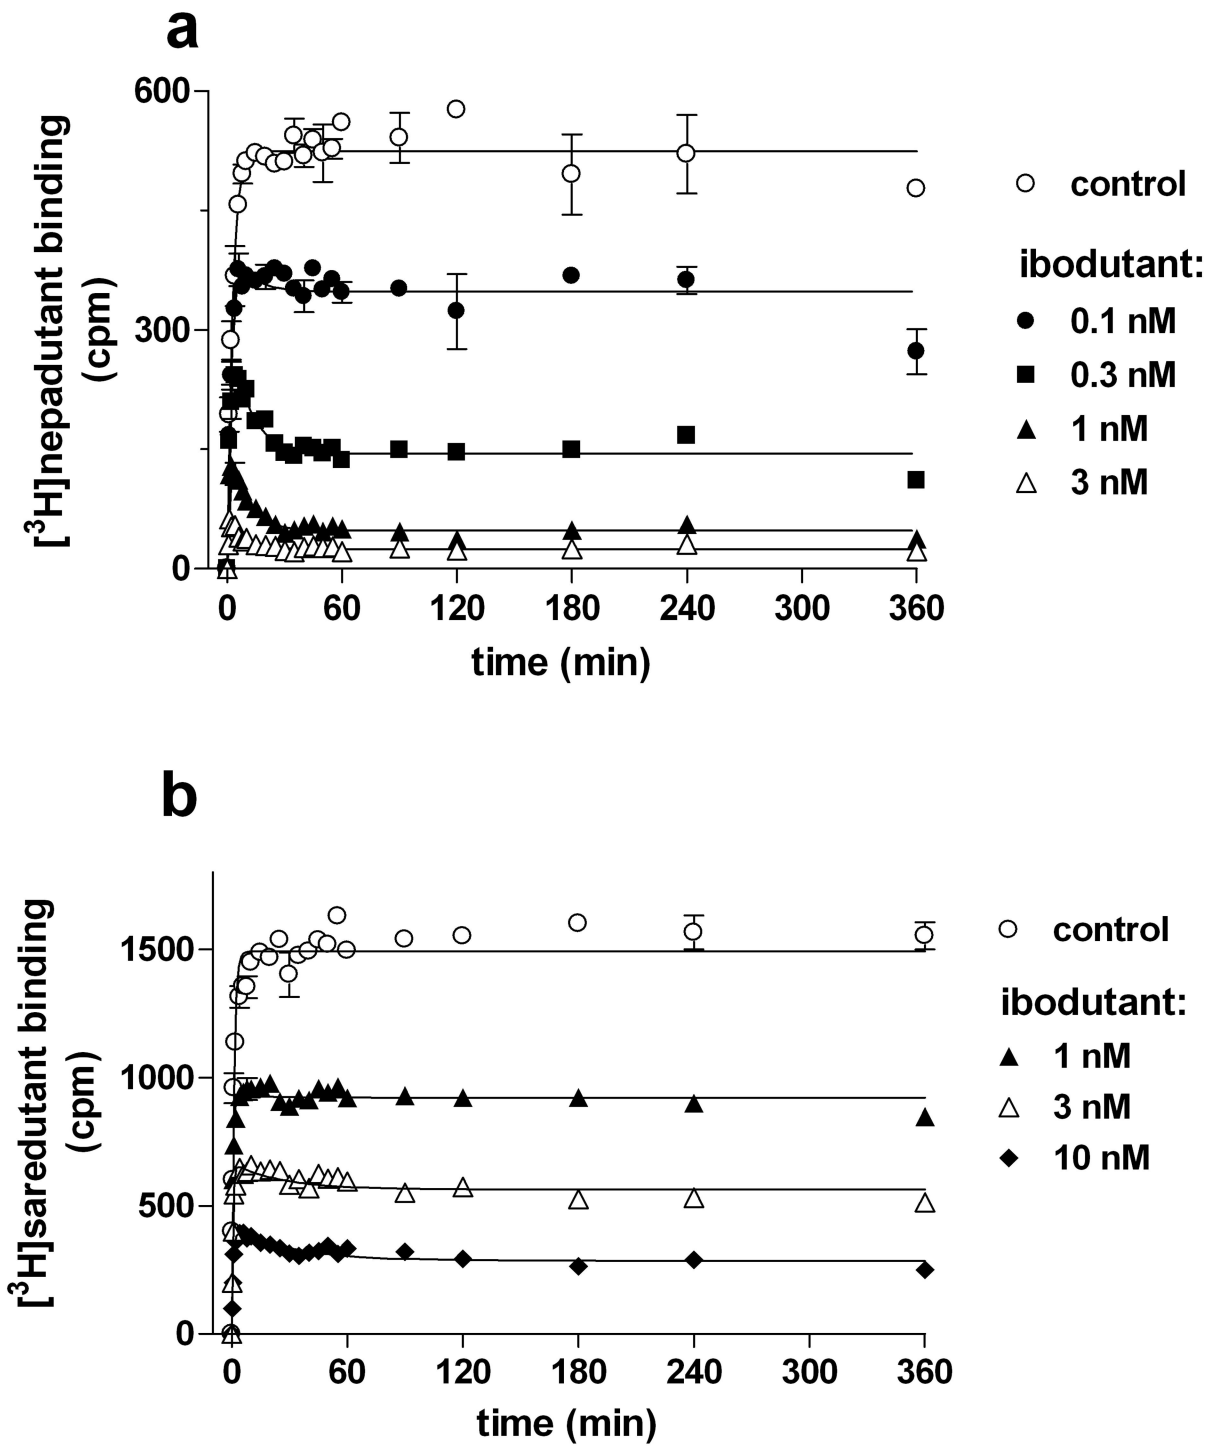 a
[³H]nepadutant binding
(cpm)
600
300
0
0 60 120 180 240 300 360
time (min)
control
ibodutant:
0.1 nM
0.3 nM
1 nM
3 nM
b
[³H]saredutant binding
(cpm)
1500
1000
500
0
0 60 120 180 240 300 360
time (min)
control
ibodutant:
1 nM
3 nM
10 nM